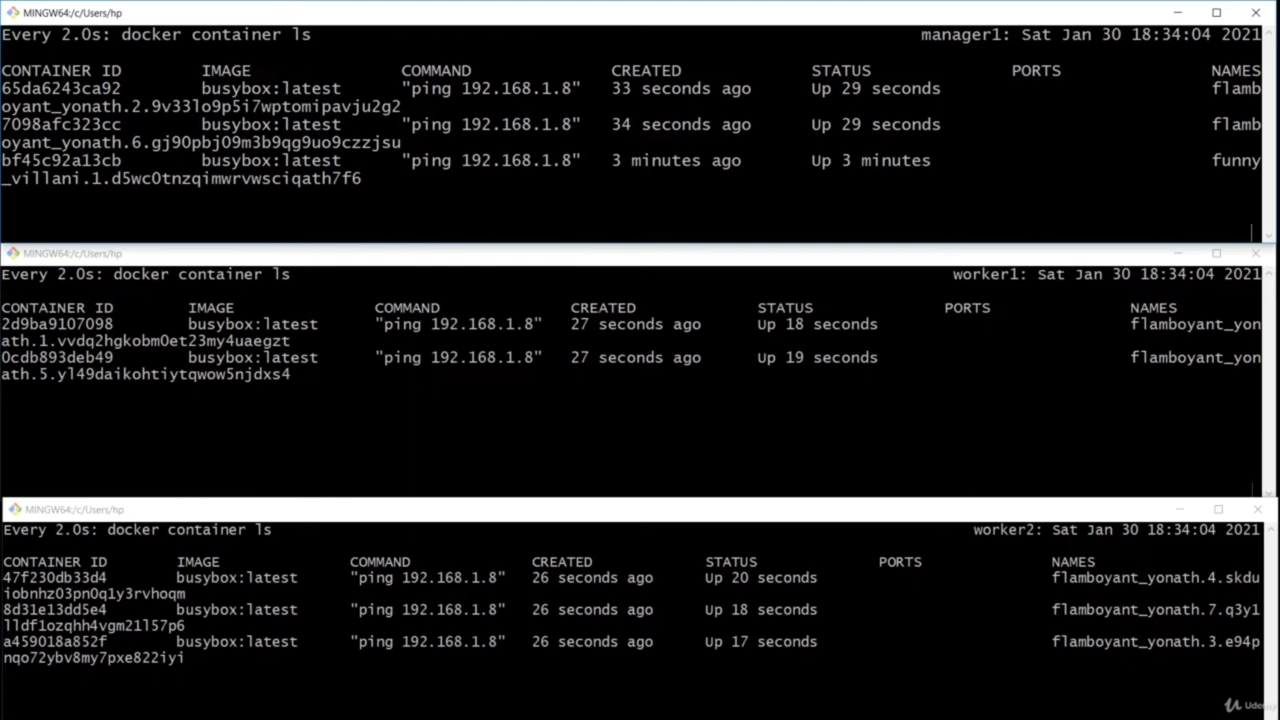 MINGW64:/c/Users/hp
Every 2.0s: docker container ls manager1: Sat Jan 30 18:34:04 2021
CONTAINER ID IMAGE COMMAND CREATED STATUS PORTS NAMES
65da6243ca92 busybox:latest "ping 192.168.1.8" 33 seconds ago Up 29 seconds flamb
oyant_yonath.2.9v33lo9p5i7wptomipavju2g2
7098afc323cc busybox:latest "ping 192.168.1.8" 34 seconds ago Up 29 seconds flamb
oyant_yonath.6.gj90pbj09m3b9qg9uo9czzjsu
bf45c92a13cb busybox:latest "ping 192.168.1.8" 3 minutes ago Up 3 minutes funny
_villani.1.d5wc0tnzqimwrvwsciqath7f6
MINGW64:/c/Users/hp
Every 2.0s: docker container ls worker1: Sat Jan 30 18:34:04 2021
CONTAINER ID IMAGE COMMAND CREATED STATUS PORTS NAMES
2d9ba9107098 busybox:latest "ping 192.168.1.8" 27 seconds ago Up 18 seconds flamboyant_yon
ath.1.vvdq2hgkobm0et23my4uaegzt
0cdb893deb49 busybox:latest "ping 192.168.1.8" 27 seconds ago Up 19 seconds flamboyant_yon
ath.5.yl49daikohtiytqwow5njdxs4
MINGW64:/c/Users/hp
Every 2.0s: docker container ls worker2: Sat Jan 30 18:34:04 2021
CONTAINER ID IMAGE COMMAND CREATED STATUS PORTS NAMES
47f230db33d4 busybox:latest "ping 192.168.1.8" 26 seconds ago Up 20 seconds flamboyant_yonath.4.skdu
iobnhz03pn0q1y3rvhoqm
8d31e13dd5e4 busybox:latest "ping 192.168.1.8" 26 seconds ago Up 18 seconds flamboyant_yonath.7.q3y1
lldf1ozqhh4vgm21l57p6
a459018a852f busybox:latest "ping 192.168.1.8" 26 seconds ago Up 17 seconds flamboyant_yonath.3.e94p
nqo72ybv8my7pxe822iyi